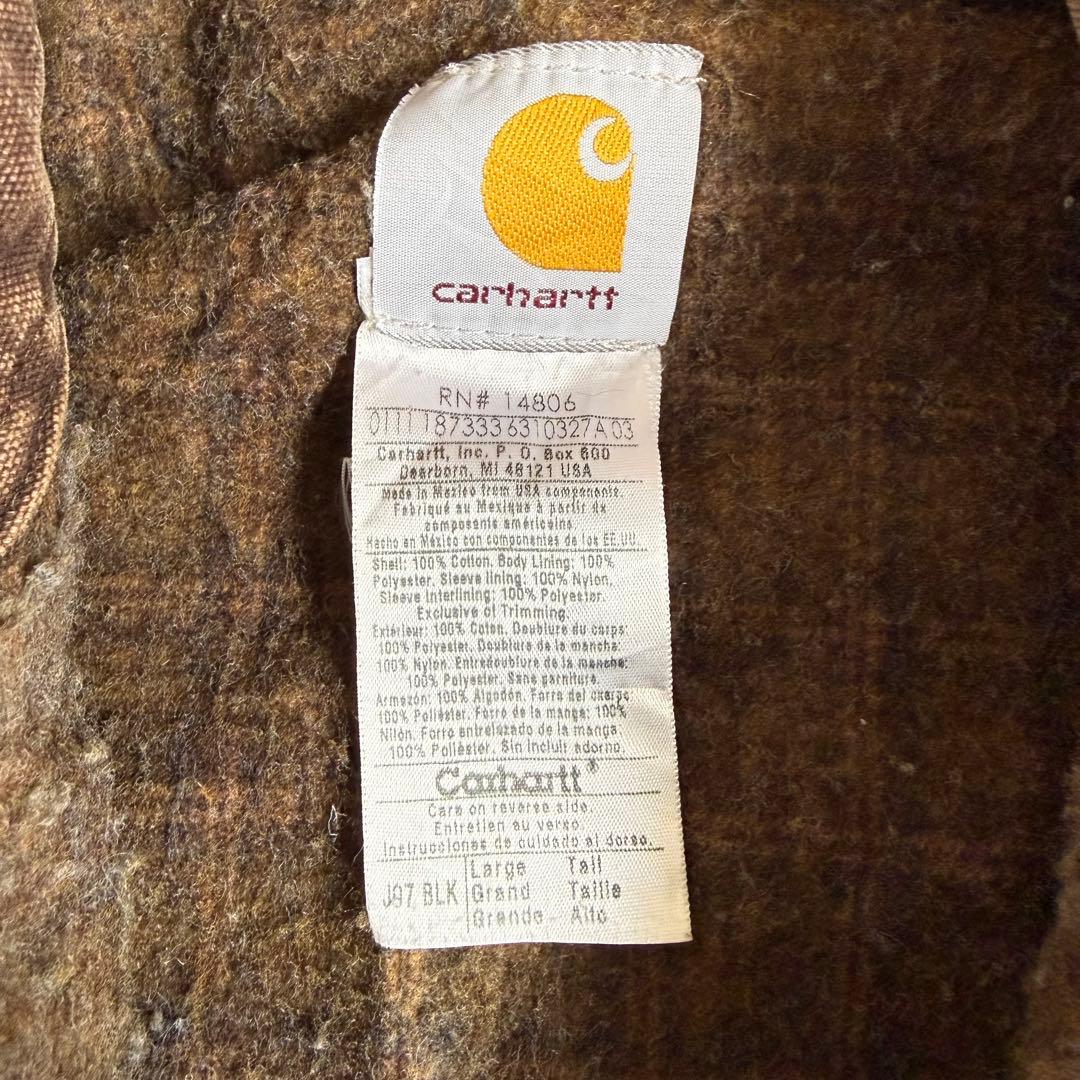 carhartt
RN# 14806
01111873336310327A 03
Carhartt, Inc. P. O. Box 600
Dearborn, MI 48121 USA
Made in Mexico from USA components.
Fabriqué au Mexique à partir de
composants américains
Hecho en México con componentes de los EE.UU.
Shell: 100% Cotton. Body Lining: 100%
Polyester. Sleeve lining: 100% Nylon.
Sleeve Interlining: 100% Polyester.
Exclusive of Trimming.
Extérieur: 100% Coton. Doublure du corps:
100% Polyester. Doublure de la mancha:
100% Nylon. Entredoublure de la manche:
100% Polyester. Sans garniture.
Armazón: 100% Algodón. Forro del cuerpo
100% Poliéster. Forro de la manga: 100%
Nilón. Forro entrelazado de la manga
100% Poliéster. Sin incluir adorno.
Carhartt®
Care on reverse side.
Entretien au verso.
Instrucciones de cuidado al dorso.
J97 BLK
Large Tall
Grand Taille
Grande Alto